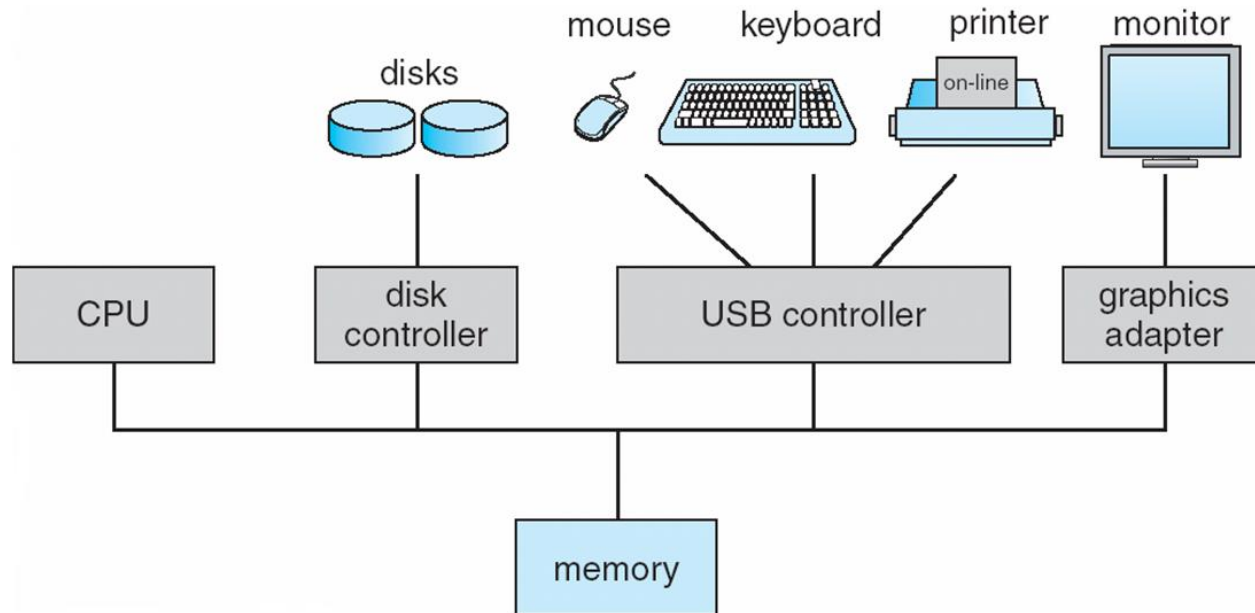 mouse
keyboard
printer
monitor
disks
on-line
CPU
disk
controller
USB controller
graphics
adapter
memory